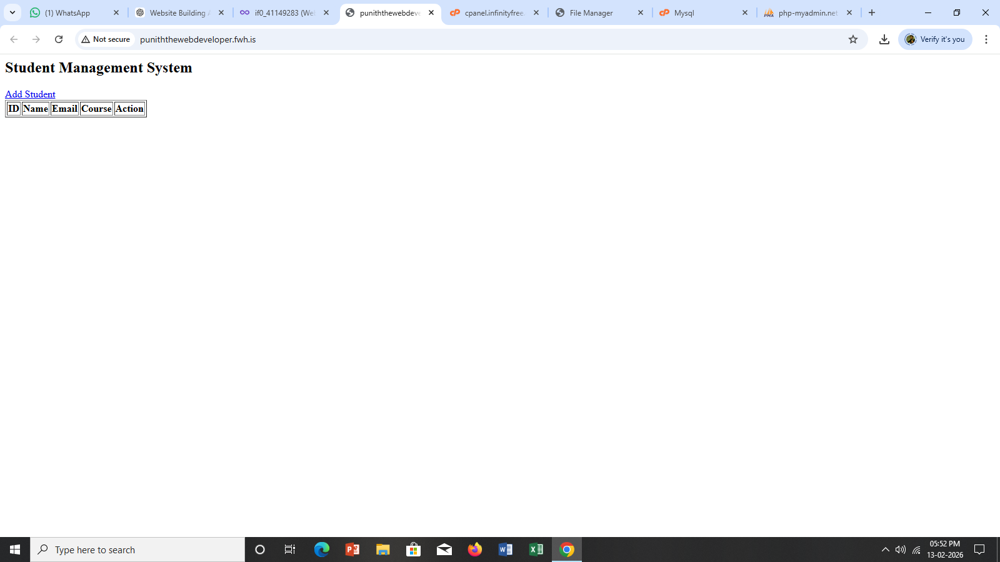 (1) WhatsApp
Website Building A
if0_41149283 (Web
puniththewebdeve
cpanel.infinityfree.
File Manager
Mysql
php-myadmin.net
Not secure
puniththewebdeveloper.fwh.is
Verify it's you
Student Management System
Add Student
ID Name Email Course Action
Type here to search
05:52 PM
13-02-2026